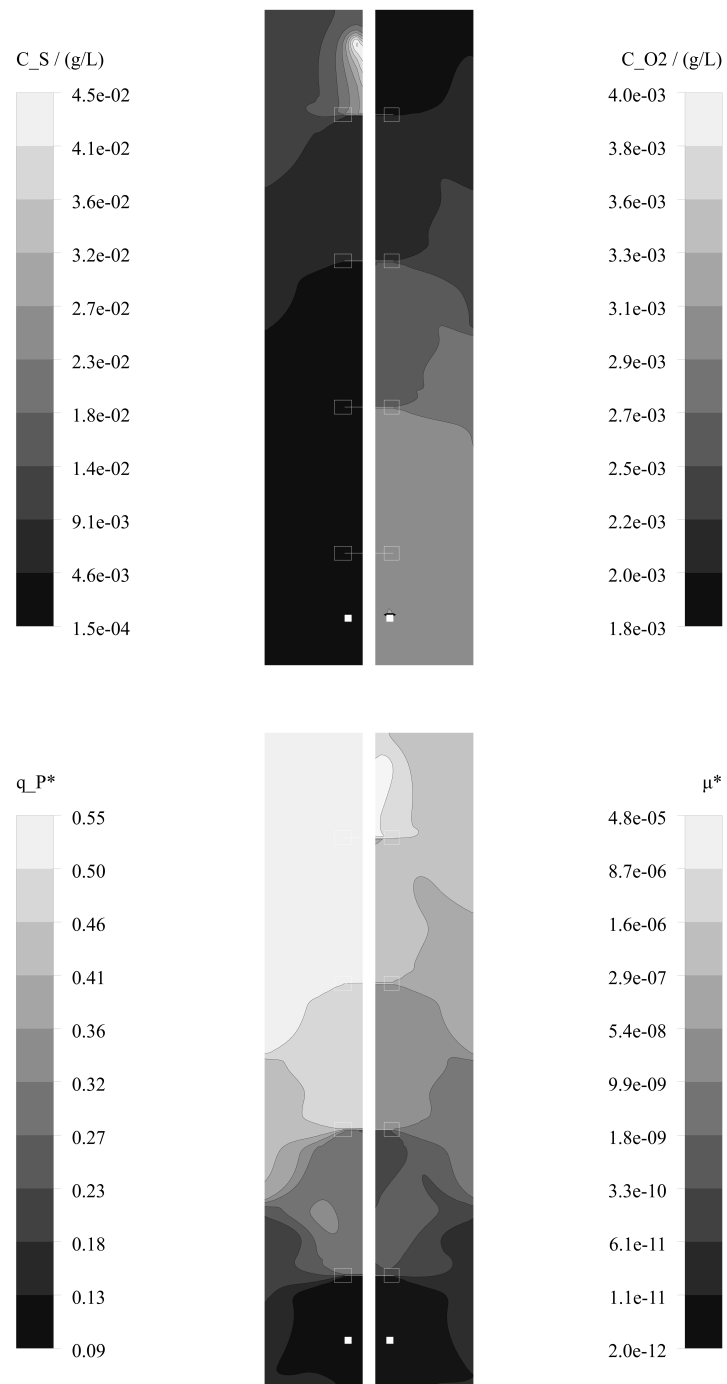 C_S / (g/L)
4.5e-02
4.1e-02
3.6e-02
3.2e-02
2.7e-02
2.3e-02
1.8e-02
1.4e-02
9.1e-03
4.6e-03
1.5e-04
C_O2 / (g/L)
4.0e-03
3.8e-03
3.6e-03
3.3e-03
3.1e-03
2.9e-03
2.7e-03
2.5e-03
2.2e-03
2.0e-03
1.8e-03
q_P*
0.55
0.50
0.46
0.41
0.36
0.32
0.27
0.23
0.18
0.13
0.09
μ*
4.8e-05
8.7e-06
1.6e-06
2.9e-07
5.4e-08
9.9e-09
1.8e-09
3.3e-10
6.1e-11
1.1e-11
2.0e-12